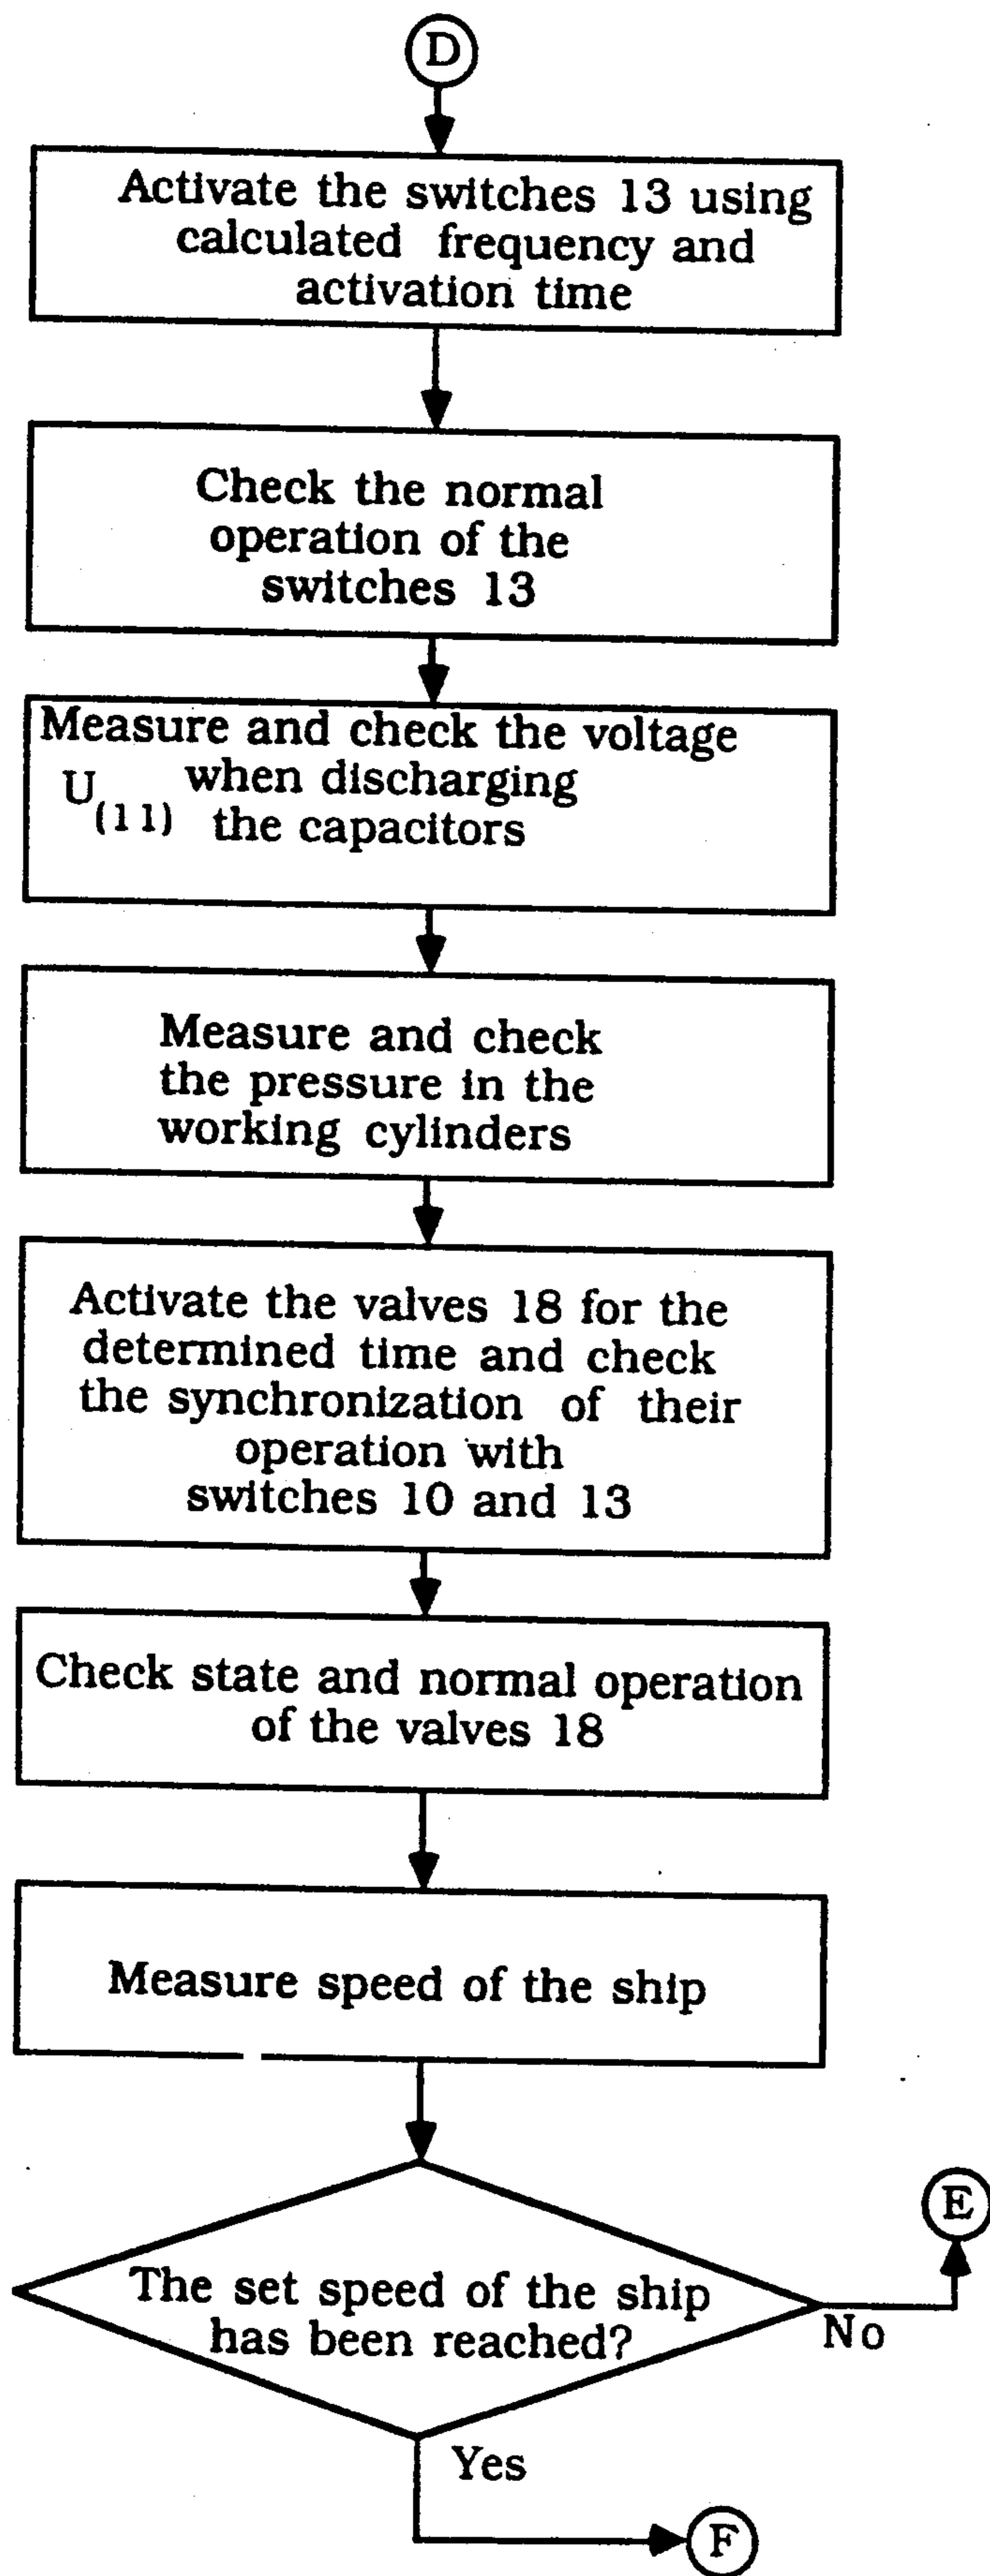 D
Activate the switches 13 using
calculated frequency and
activation time
Check the normal
operation of the
switches 13
Measure and check the voltage
U(11) when discharging
the capacitors
Measure and check
the pressure in the
working cylinders
Activate the valves 18 for the
determined time and check
the synchronization of their
operation with
switches 10 and 13
Check state and normal operation
of the valves 18
Measure speed of the ship
E
The set speed of the ship
has been reached?
No
Yes
F